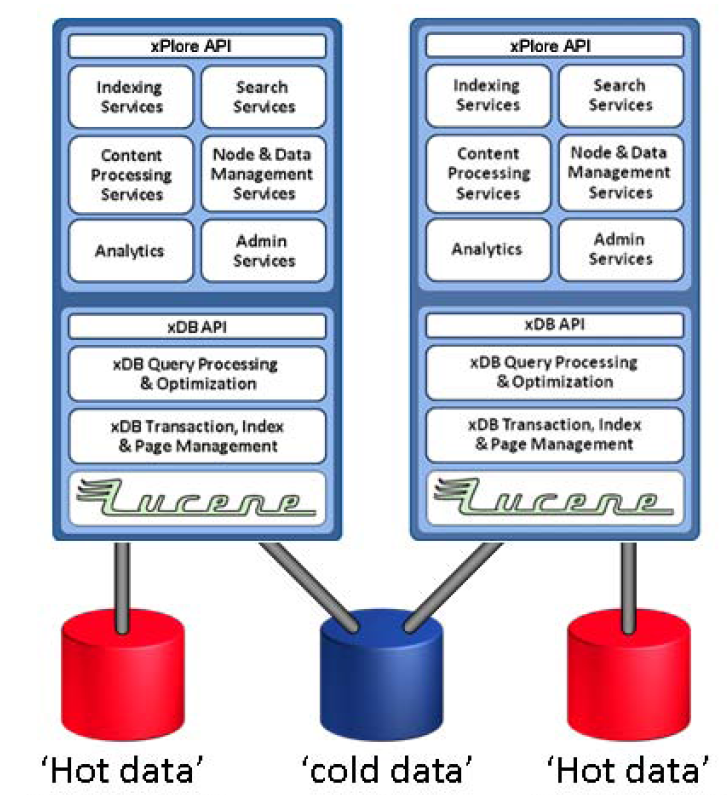 xPlore API
Indexing
Services
Search
Services
Content
Processing
Services
Node & Data
Management
Services
Analytics
Admin
Services
xDB API
xDB Query Processing
& Optimization
xDB Transaction, Index
& Page Management
Lucene
xPlore API
Indexing
Services
Search
Services
Content
Processing
Services
Node & Data
Management
Services
Analytics
Admin
Services
xDB API
xDB Query Processing
& Optimization
xDB Transaction, Index
& Page Management
Lucene
‘Hot data’
‘cold data’
‘Hot data’